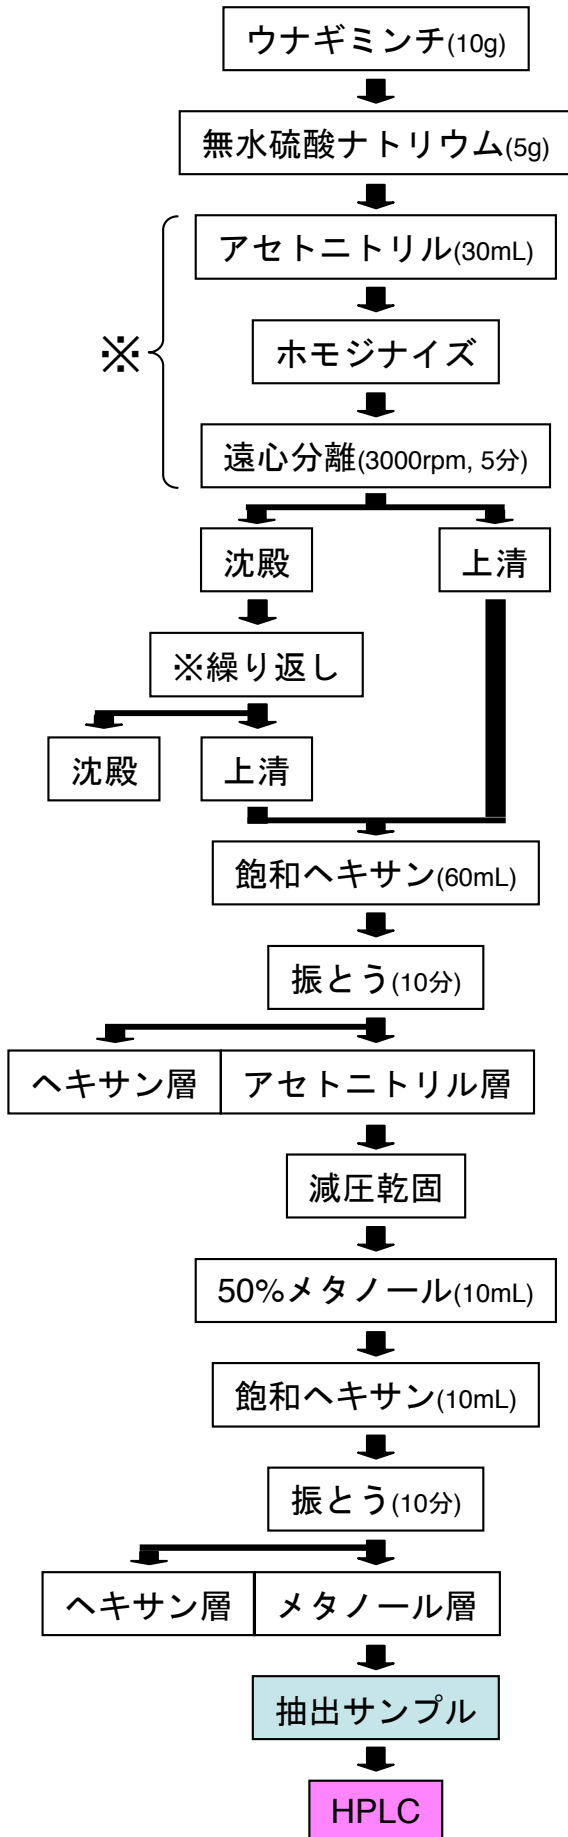 ウナギミンチ(10g)
無水硫酸ナトリウム(5g)
アセトニトリル(30mL)
※
ホモジナイズ
遠心分離(3000rpm, 5分)
沈殿
上清
※繰り返し
沈殿
上清
飽和ヘキサン(60mL)
振とう(10分)
ヘキサン層
アセトニトリル層
減圧乾固
50%メタノール(10mL)
飽和ヘキサン(10mL)
振とう(10分)
ヘキサン層
メタノール層
抽出サンプル
HPLC